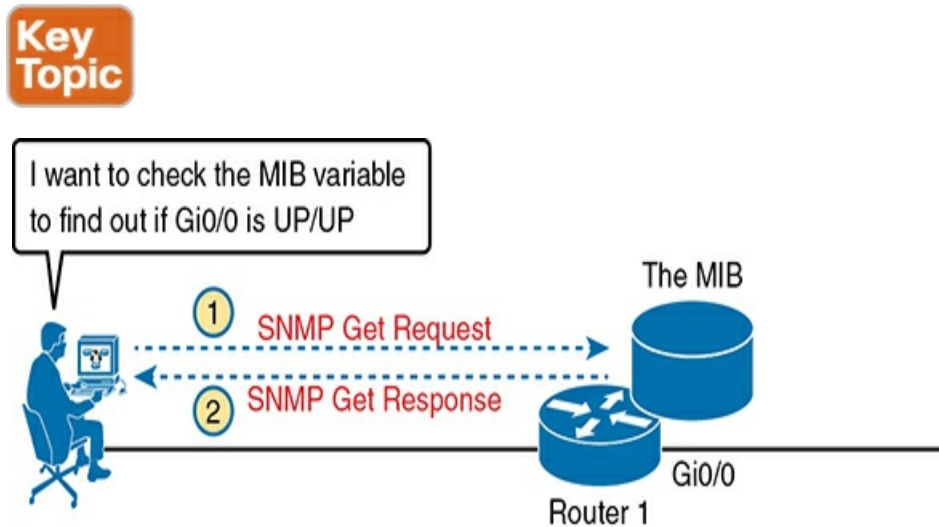 Key
Topic
I want to check the MIB variable
to find out if Gi0/0 is UP/UP
The MIB
1
SNMP Get Request
2
SNMP Get Response
Gi0/0
Router 1